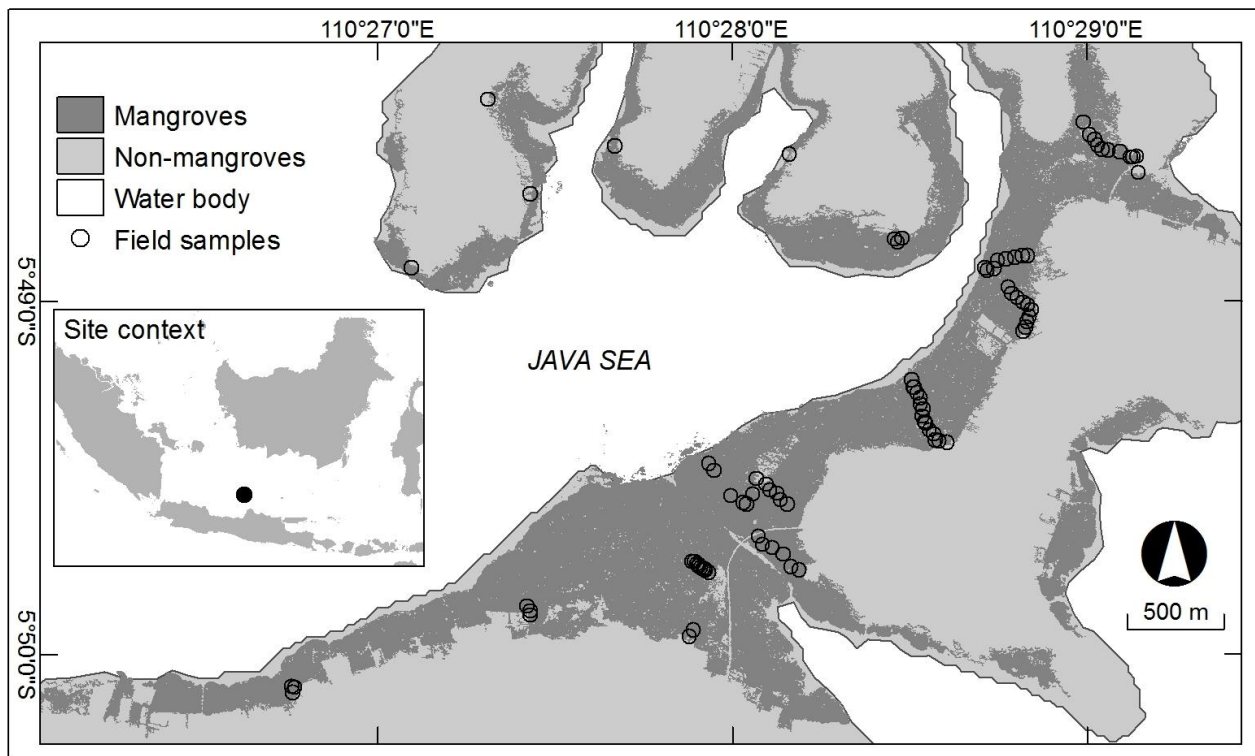 110°27'0"E
110°28'0"E
110°29'0"E
Mangroves
Non-mangroves
Water body
Field samples
5°49'0"S
Site context
JAVA SEA
500 m
5°50'0"S